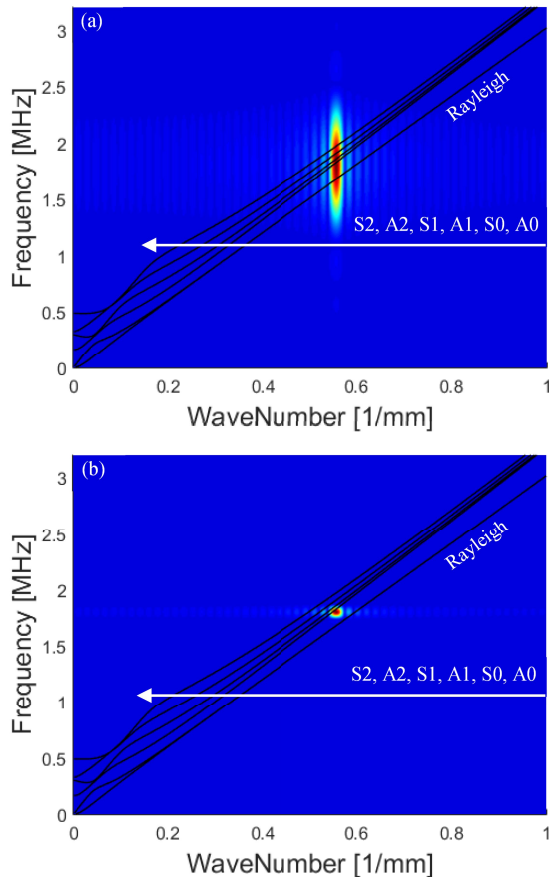 (a)
3
2.5
2
1.5
1
0.5
0
Frequency [MHz]
Rayleigh
S2, A2, S1, A1, S0, A0
0 0.2 0.4 0.6 0.8 1
WaveNumber [1/mm]
(b)
3
2.5
2
1.5
1
0.5
0
Frequency [MHz]
Rayleigh
S2, A2, S1, A1, S0, A0
0 0.2 0.4 0.6 0.8 1
WaveNumber [1/mm]